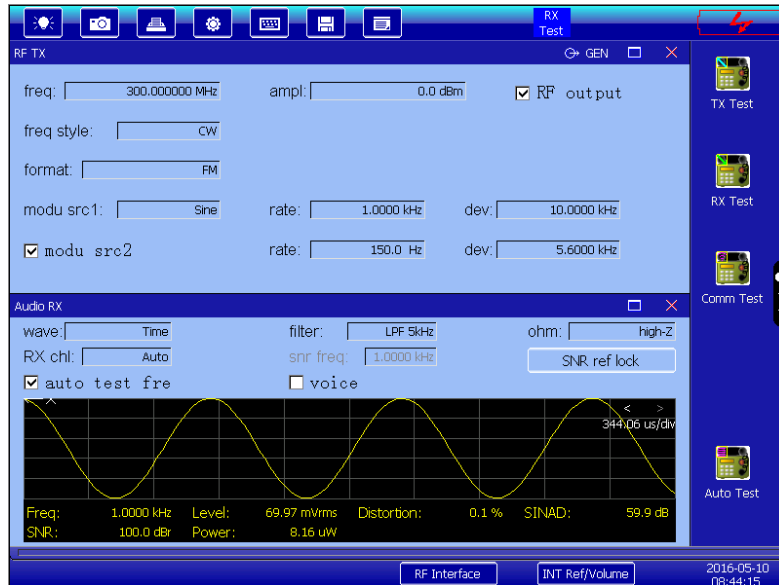 RX
Test
RF TX GEN
freq: 300.000000 MHz ampl: 0.0 dBm RF output
freq style: CW
format: FM
modu src1: Sine rate: 1.0000 kHz dev: 10.0000 kHz
modu src2 rate: 150.0 Hz dev: 5.6000 kHz
Audio RX
wave: Time filter: LPF 5kHz ohm: high-Z
RX chl: Auto snr freq: 1.0000 kHz SNR ref lock
auto test fre voice
< >
344.06 us/div
Freq: 1.0000 kHz Level: 69.97 mVrms Distortion: 0.1 % SINAD: 59.9 dB
SNR: 100.0 dBr Power: 8.16 uW
TX Test
RX Test
Comm Test
Auto Test
RF Interface INT Ref/Volume
2016-05-10
08:44:15